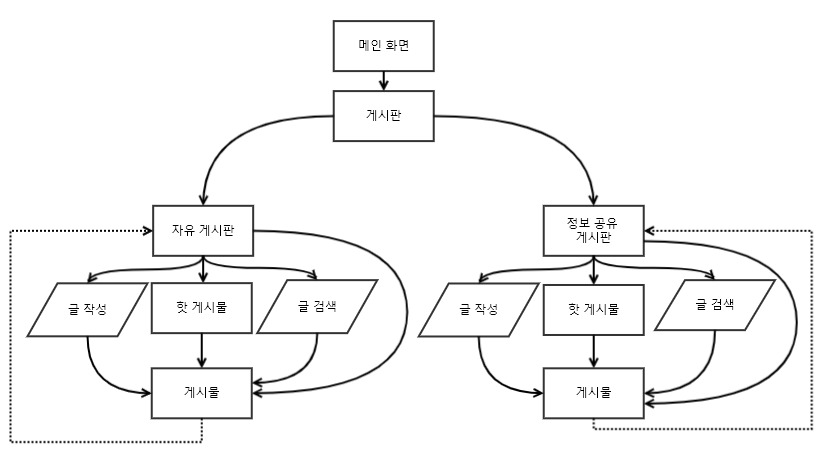 메인 화면
게시판
자유 게시판
정보 공유
게시판
글 작성
핫 게시물
글 검색
글 작성
핫 게시물
글 검색
게시물
게시물